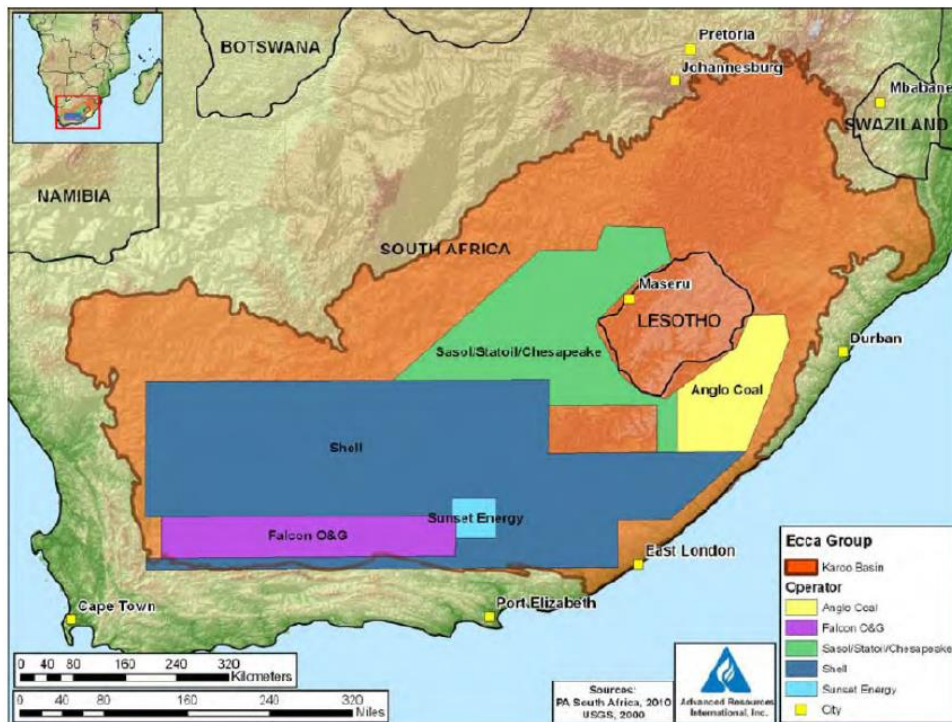 BOTSWANA
Pretoria
Johannesburg
Mbabane
SWAZILAND
NAMIBIA
SOUTH AFRICA
Maseru
LESOTHO
Durban
Sasol/Statoil/Chesapeake
Anglo Coal
Shell
Sunset Energy
Falcon O&G
East London
Cape Town
Port Elizabeth
Ecca Group
Karoo Basin
Operator
Anglo Coal
Falcon O&G
Sasol/Statoil/Chesapeake
Shell
Sunset Energy
City
0 40 80 160 240 320
Kilometers
0 40 80 160 240 320
Miles
Sources:
PA South Africa, 2010
USGS, 2000
Advanced Resources
International, Inc.